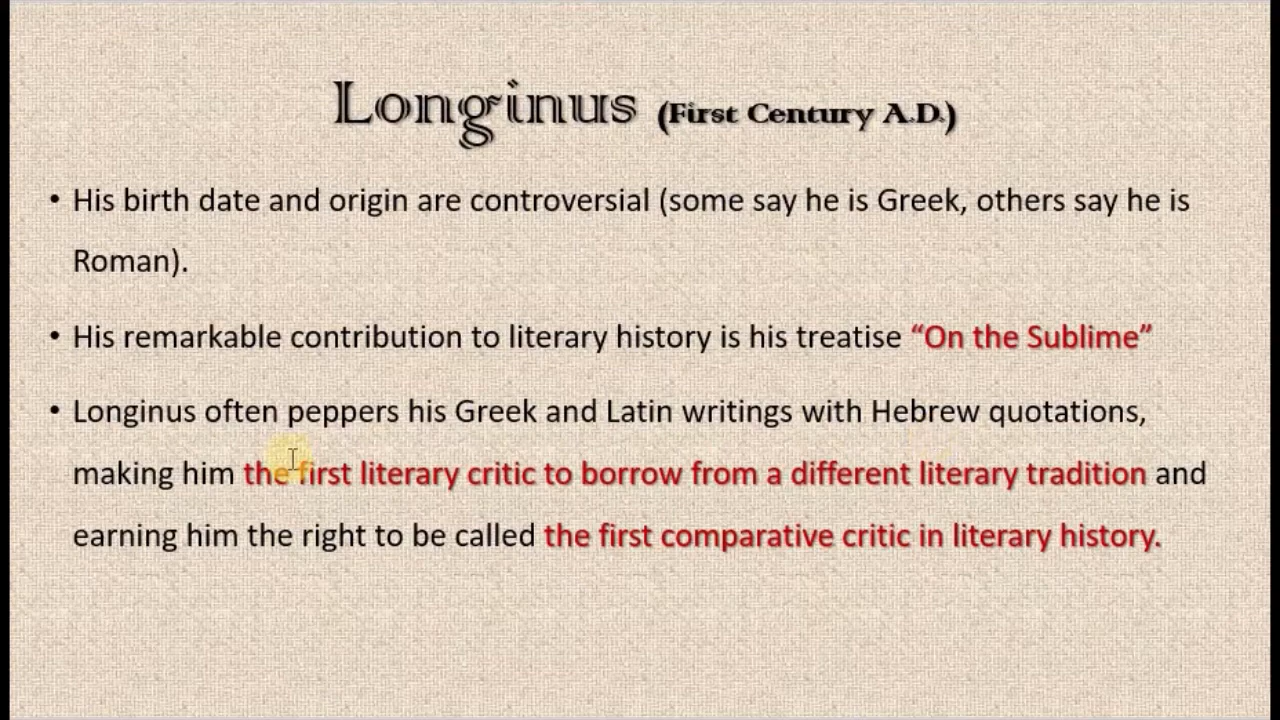 Longinus (First Century A.D.)
• His birth date and origin are controversial (some say he is Greek, others say he is
Roman).
• His remarkable contribution to literary history is his treatise “On the Sublime”
• Longinus often peppers his Greek and Latin writings with Hebrew quotations,
making him the first literary critic to borrow from a different literary tradition and
earning him the right to be called the first comparative critic in literary history.